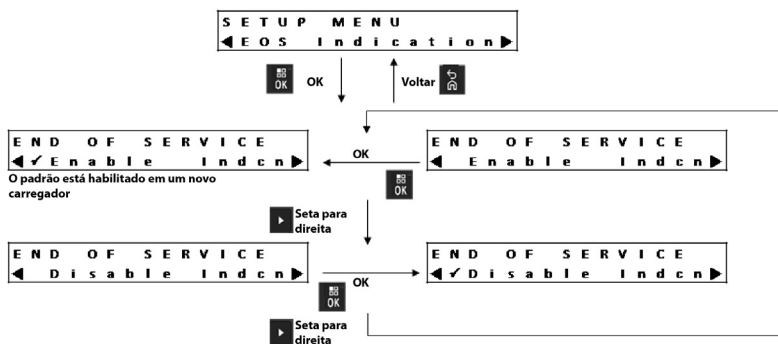 SETUP MENU
◀EOS Indication▶
OK
OK
Voltar
END OF SERVICE
◀✓Enable Indcn▶
O padrão está habilitado em um novo
carregador
OK
OK
END OF SERVICE
◀ Enable Indcn▶
Seta para
direita
END OF SERVICE
◀ Disable Indcn▶
OK
OK
END OF SERVICE
◀✓Disable Indcn▶
Seta para
direita